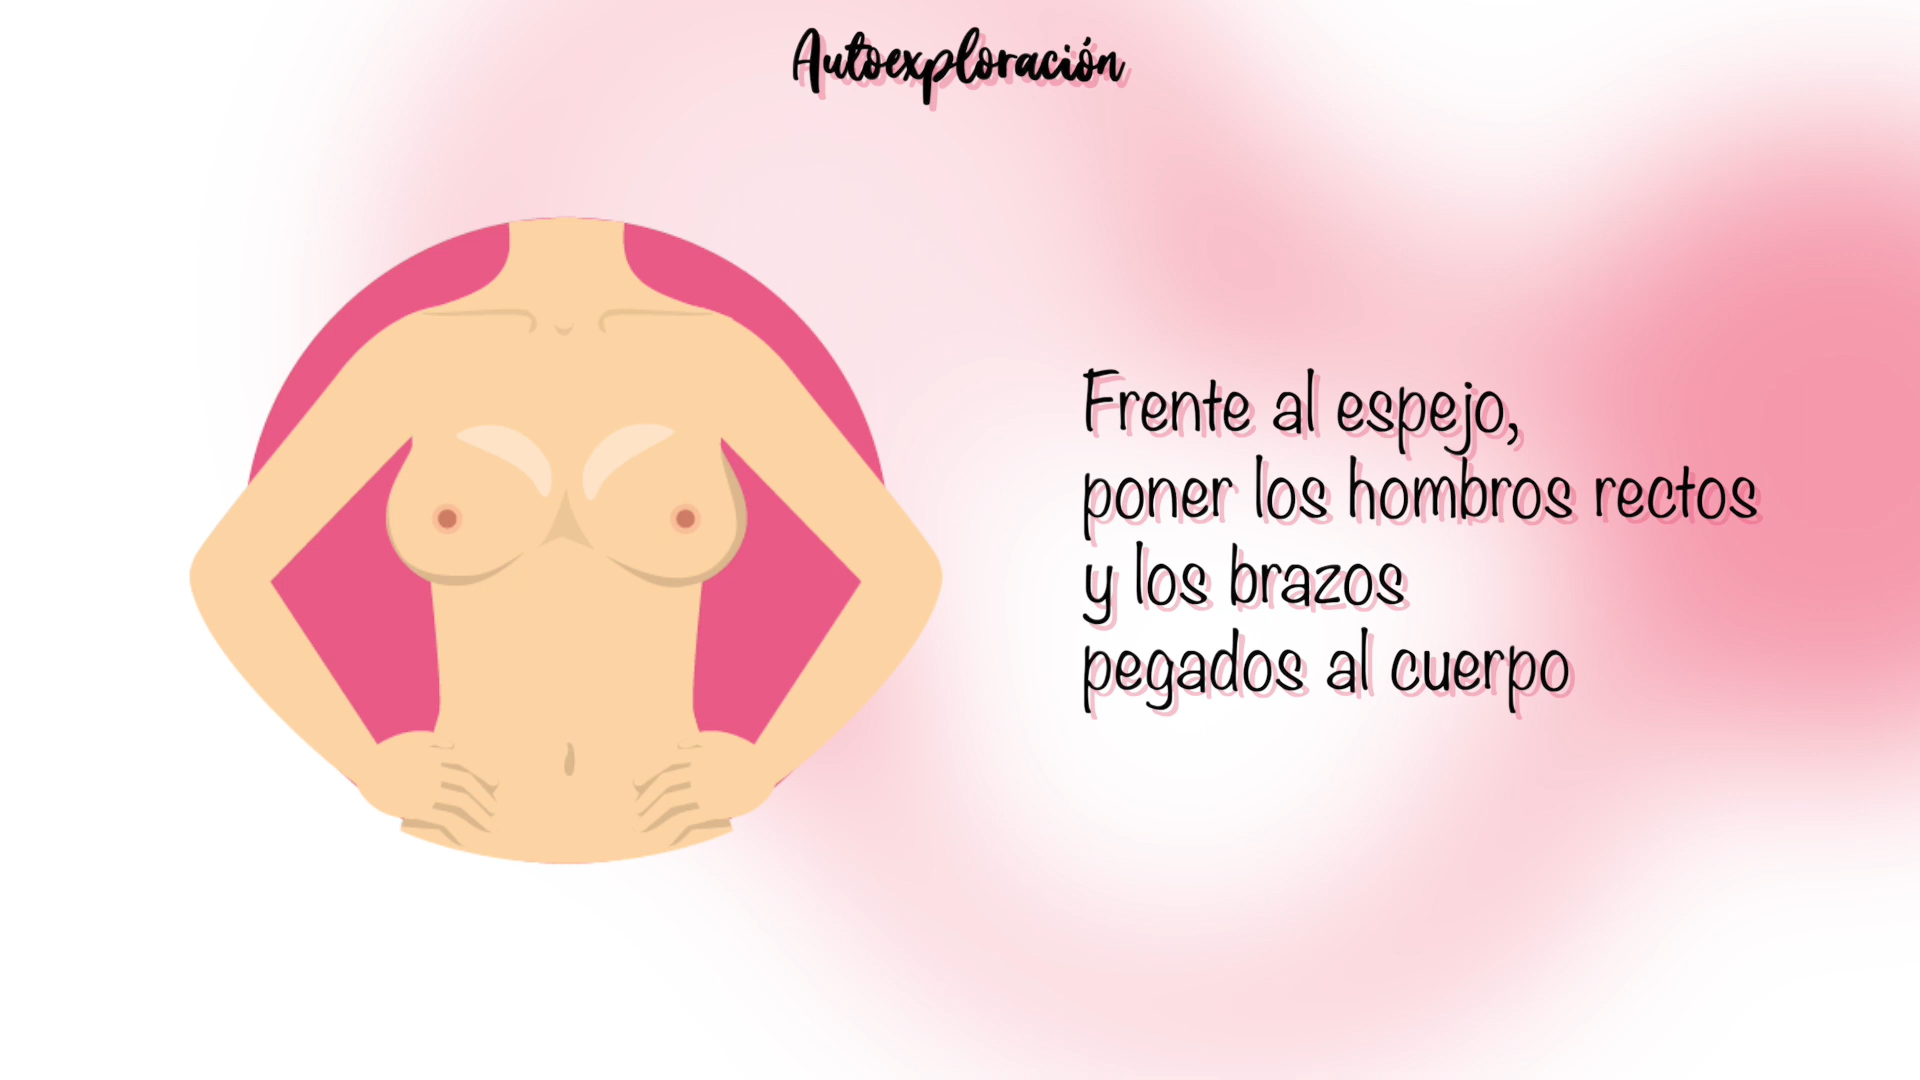 Autoexploración
Frente al espejo,
poner los hombros rectos
y los brazos
pegados al cuerpo